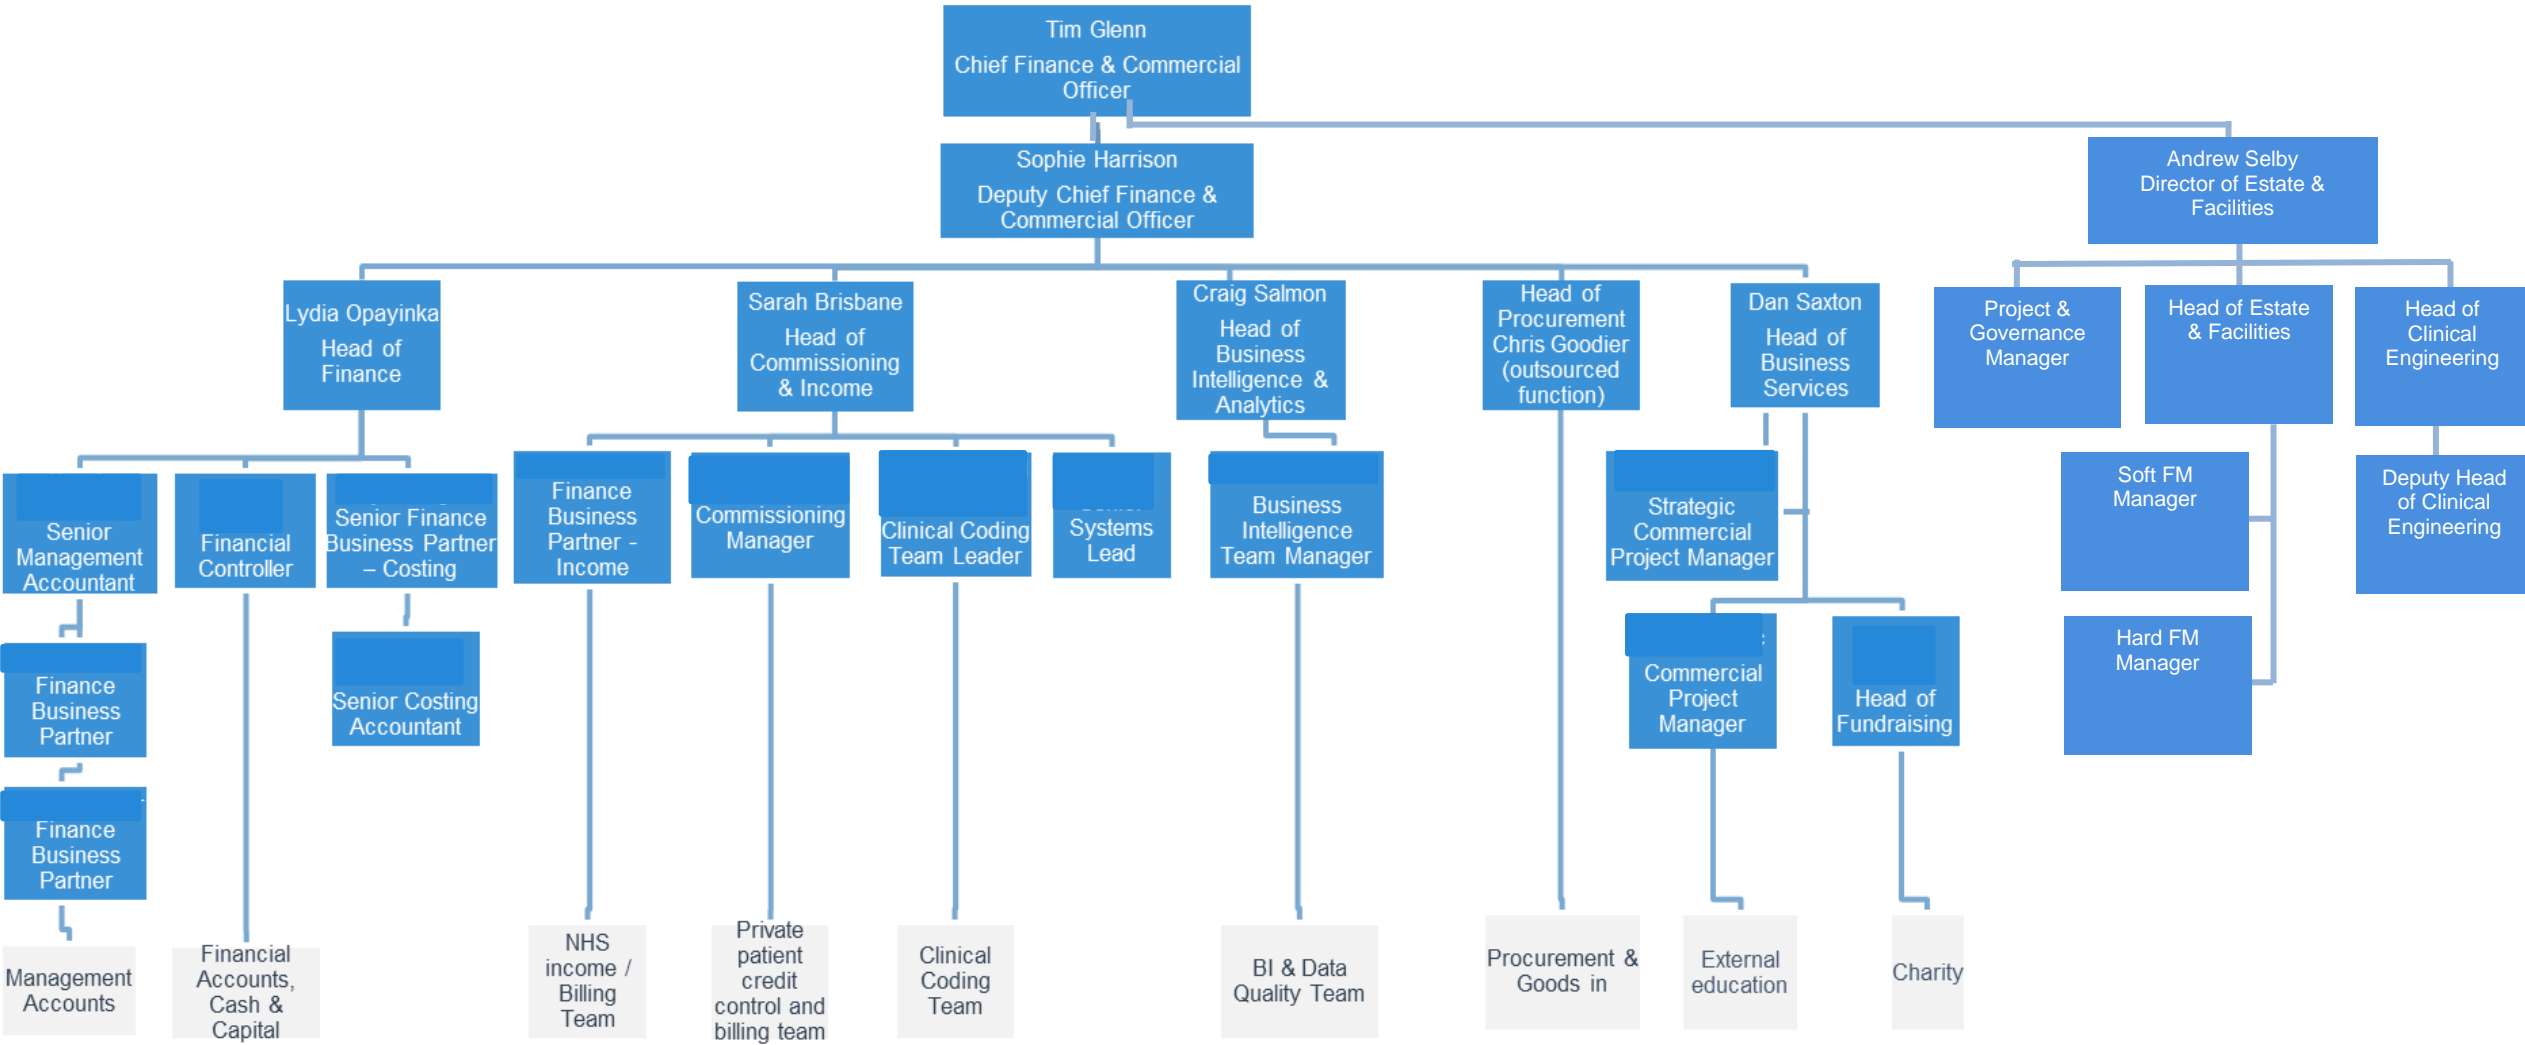 Tim Glenn
Chief Finance & Commercial
Officer
Sophie Harrison
Deputy Chief Finance &
Commercial Officer
Andrew Selby
Director of Estate &
Facilities
Lydia Opayinka
Head of
Finance
Sarah Brisbane
Head of
Commissioning
& Income
Craig Salmon
Head of
Business
Intelligence &
Analytics
Head of
Procurement
Chris Goodier
(outsourced
function)
Dan Saxton
Head of
Business
Services
Project &
Governance
Manager
Head of Estate
& Facilities
Head of
Clinical
Engineering
Senior
Management
Accountant
Financial
Controller
Senior Finance
Business Partner
– Costing
Finance
Business
Partner -
Income
Commissioning
Manager
Clinical Coding
Team Leader
Systems
Lead
Business
Intelligence
Team Manager
Strategic
Commercial
Project Manager
Soft FM
Manager
Deputy Head
of Clinical
Engineering
Finance
Business
Partner
Senior Costing
Accountant
Commercial
Project
Manager
Head of
Fundraising
Hard FM
Manager
Finance
Business
Partner
Management
Accounts
Financial
Accounts,
Cash &
Capital
NHS
income /
Billing
Team
Private
patient
credit
control and
billing team
Clinical
Coding
Team
BI & Data
Quality Team
Procurement &
Goods in
External
education
Charity